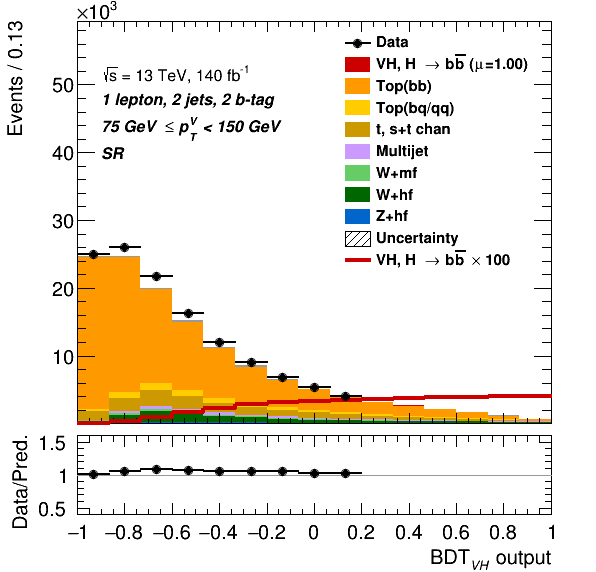 ×10³
Events / 0.13
50
40
30
20
10
√s = 13 TeV, 140 fb⁻¹
1 lepton, 2 jets, 2 b-tag
75 GeV ≤ p_T^V < 150 GeV
SR
Data
VH, H → bb̅ (μ=1.00)
Top(bb)
Top(bq/qq)
t, s+t chan
Multijet
W+mf
W+hf
Z+hf
Uncertainty
VH, H → bb̅ × 100
Data/Pred.
1.5
1
0.5
−1 −0.8 −0.6 −0.4 −0.2 0 0.2 0.4 0.6 0.8 1
BDT_VH output